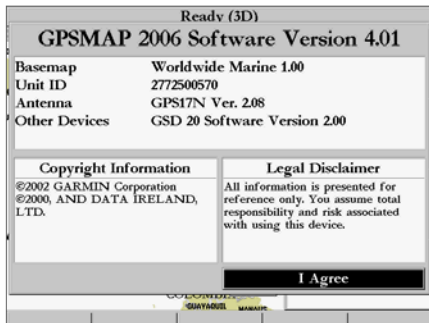 Ready (3D)
GPSMAP 2006 Software Version 4.01
Basemap Worldwide Marine 1.00
Unit ID 2772500570
Antenna GPS17N Ver. 2.08
Other Devices GSD 20 Software Version 2.00
Copyright Information
©2002 GARMIN Corporation
©2000, AND DATA IRELAND,
LTD.
Legal Disclaimer
All information is presented for
reference only. You assume total
responsibility and risk associated
with using this device.
I Agree
COLOMBIA
GUAYAQUIL MANAUS